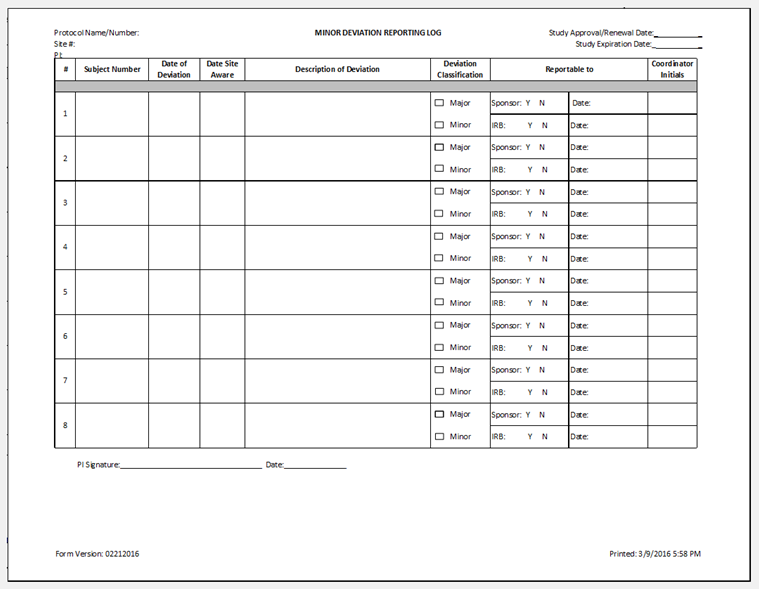 Protocol Name/Number: MINOR DEVIATION REPORTING LOG Study Approval/Renewal Date:_
Site #: Study Expiration Date:_
PI:
# Subject Number Date of Deviation Date Site Aware Description of Deviation Deviation Classification Reportable to Coordinator Initials
1
Major Sponsor: Y N Date:
Minor IRB: Y N Date:
2
Major Sponsor: Y N Date:
Minor IRB: Y N Date:
3
Major Sponsor: Y N Date:
Minor IRB: Y N Date:
4
Major Sponsor: Y N Date:
Minor IRB: Y N Date:
5
Major Sponsor: Y N Date:
Minor IRB: Y N Date:
6
Major Sponsor: Y N Date:
Minor IRB: Y N Date:
7
Major Sponsor: Y N Date:
Minor IRB: Y N Date:
8
Major Sponsor: Y N Date:
Minor IRB: Y N Date:
PI Signature:__________ Date:__________
Form Version: 02212016 Printed: 3/9/2016 5:58 PM